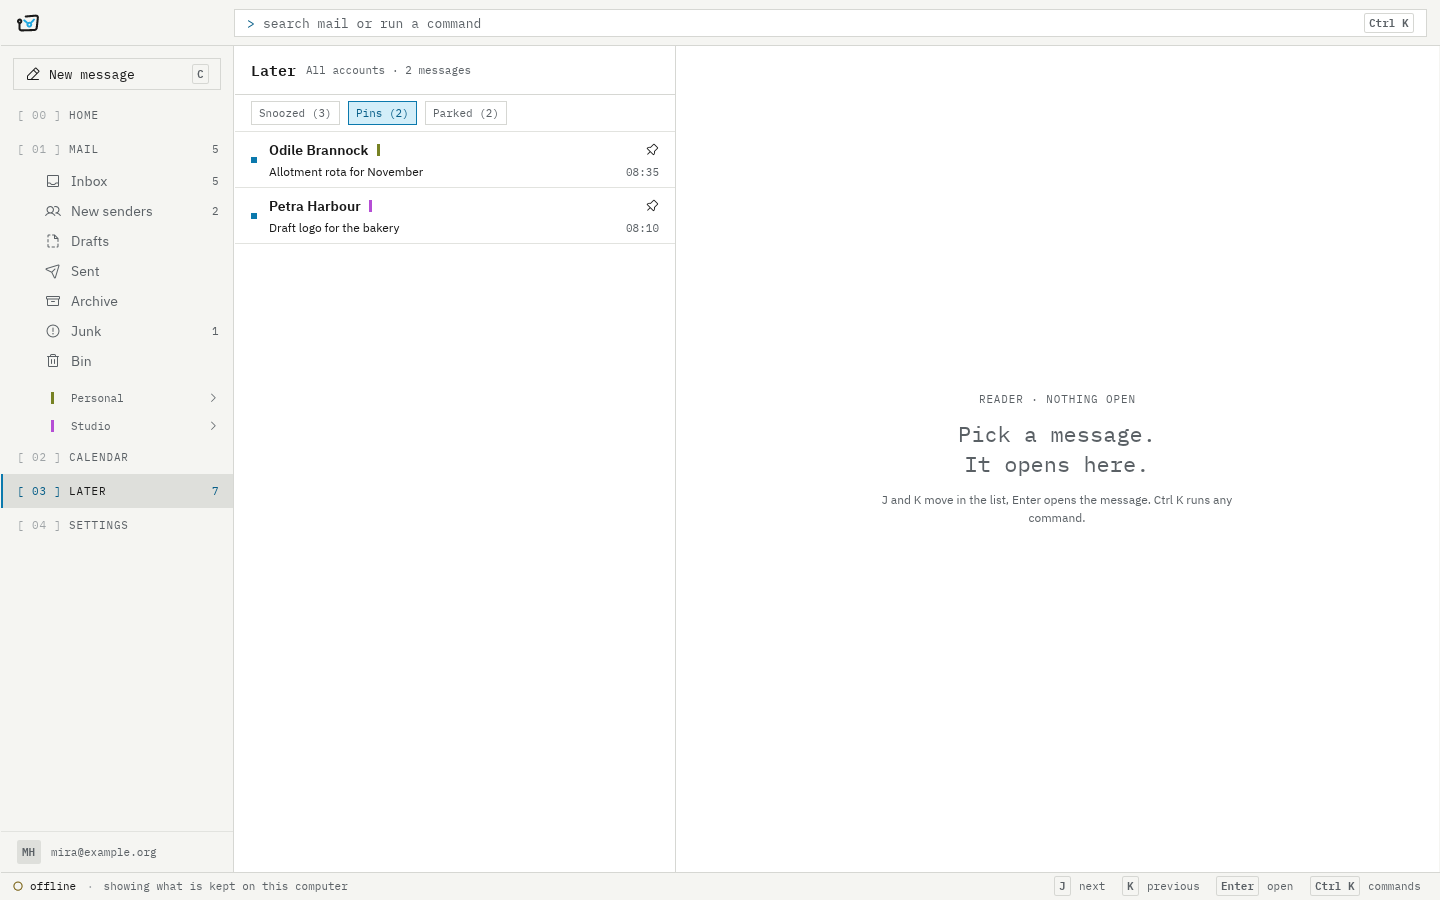 > search mail or run a command Ctrl K
New message C
[ 00 ] HOME
[ 01 ] MAIL 5
Inbox 5
New senders 2
Drafts
Sent
Archive
Junk 1
Bin
Personal
Studio
[ 02 ] CALENDAR
[ 03 ] LATER 7
[ 04 ] SETTINGS
MH mira@example.org
Later All accounts · 2 messages
Snoozed (3) Pins (2) Parked (2)
Odile Brannock
Allotment rota for November 08:35
Petra Harbour
Draft logo for the bakery 08:10
READER · NOTHING OPEN
Pick a message.
It opens here.
J and K move in the list, Enter opens the message. Ctrl K runs any
command.
offline · showing what is kept on this computer
J next K previous Enter open Ctrl K commands